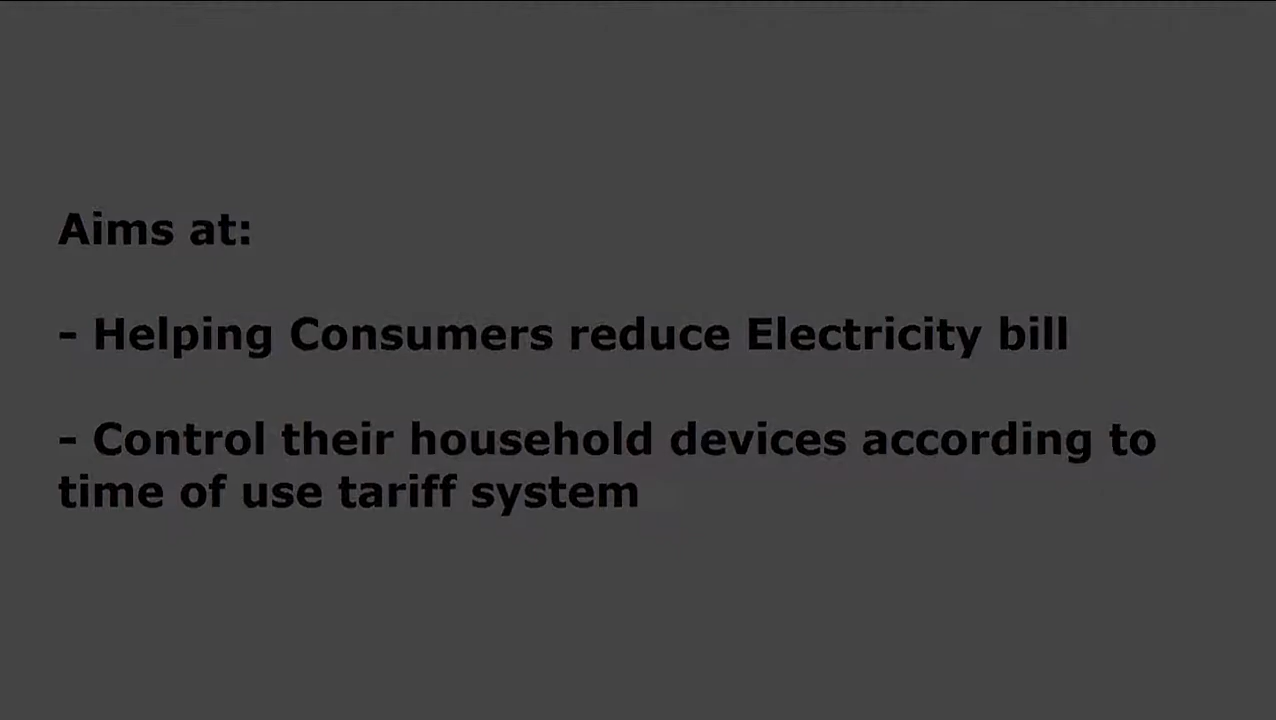 Aims at:
- Helping Consumers reduce Electricity bill
- Control their household devices according to
time of use tariff system